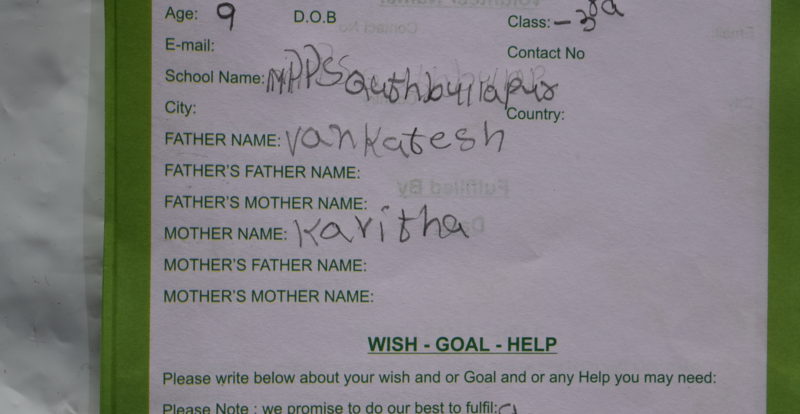 Age: 9 D.O.B Class: - 3rd
E-mail: Contact No
School Name: MPPS Quthbullapur
City: Country:
FATHER NAME: Vankatesh
FATHER'S FATHER NAME:
FATHER'S MOTHER NAME:
MOTHER NAME: Kavitha
MOTHER'S FATHER NAME:
MOTHER'S MOTHER NAME:
WISH - GOAL - HELP
Please write below about your wish and or Goal and or any Help you may need:
Please Note : we promise to do our best to fulfil: